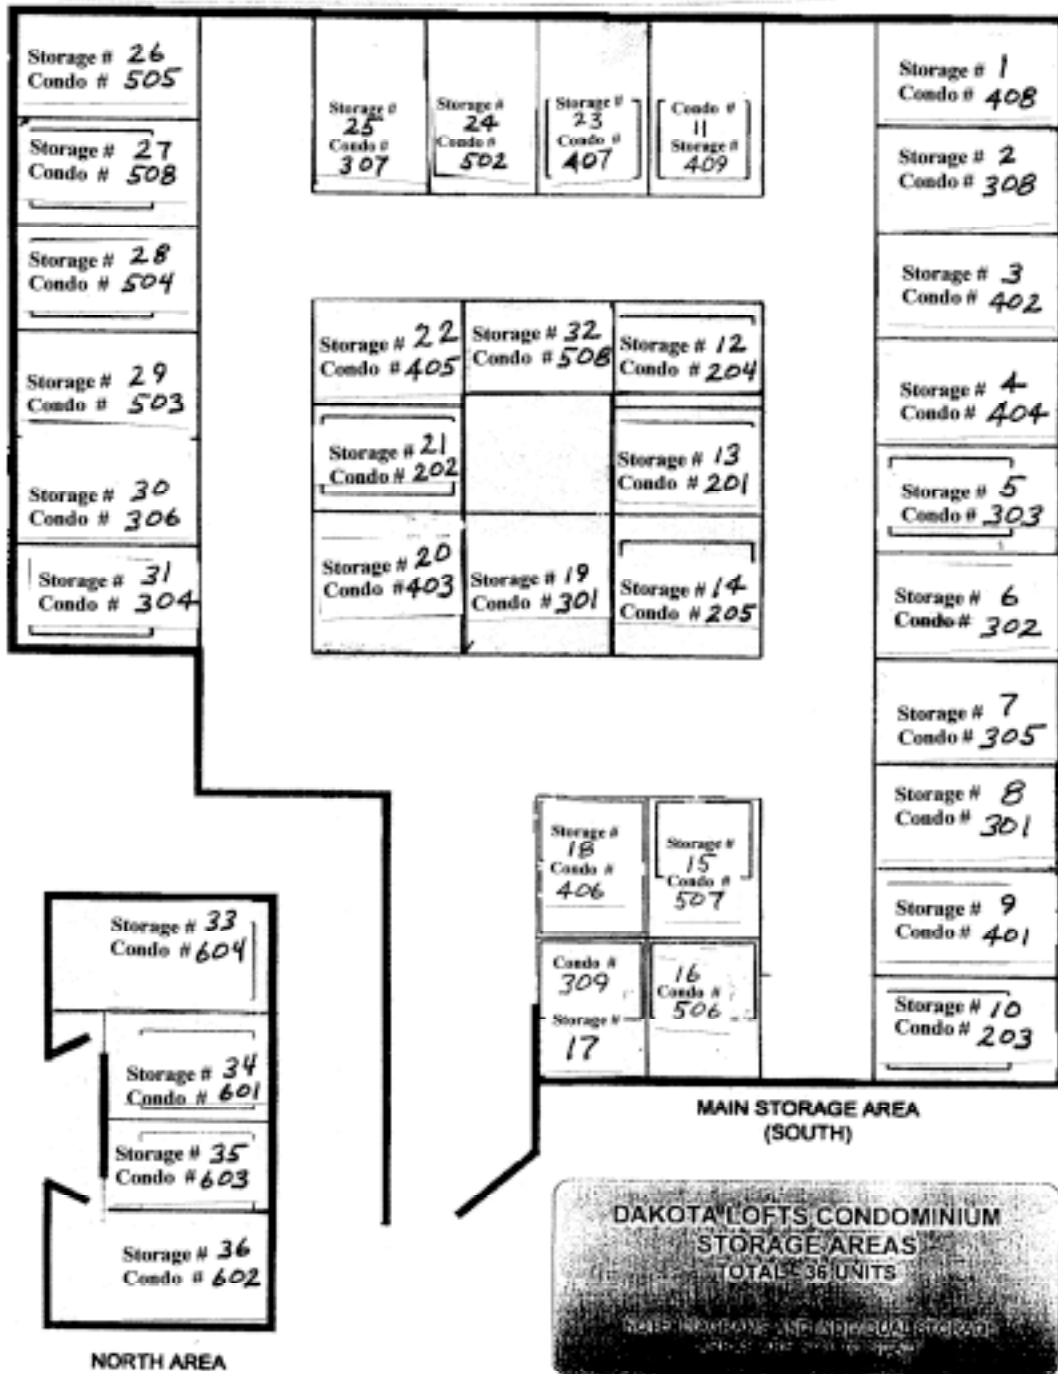 Storage # 26
Condo # 505
Storage # 27
Condo # 508
Storage # 28
Condo # 504
Storage # 29
Condo # 503
Storage # 30
Condo # 306
Storage # 31
Condo # 304
Storage #
25
Condo #
307
Storage #
24
Condo #
502
Storage #
23
Condo #
407
Condo #
11
Storage #
409
Storage # 1
Condo # 408
Storage # 2
Condo # 308
Storage # 3
Condo # 402
Storage # 4
Condo # 404
Storage # 5
Condo # 303
Storage # 6
Condo # 302
Storage # 7
Condo # 305
Storage # 8
Condo # 301
Storage # 9
Condo # 401
Storage # 10
Condo # 203
Storage # 22
Condo # 405
Storage # 32
Condo # 508
Storage # 12
Condo # 204
Storage # 21
Condo # 202
Storage # 13
Condo # 201
Storage # 20
Condo # 403
Storage # 19
Condo # 301
Storage # 14
Condo # 205
Storage #
18
Condo #
406
Storage #
15
Condo #
507
Condo #
309
Storage #
17
16
Condo #
506
MAIN STORAGE AREA
(SOUTH)
Storage # 33
Condo # 604
Storage # 34
Condo # 601
Storage # 35
Condo # 603
Storage # 36
Condo # 602
NORTH AREA
DAKOTA LOFTS CONDOMINIUM
STORAGE AREAS
TOTAL - 36 UNITS